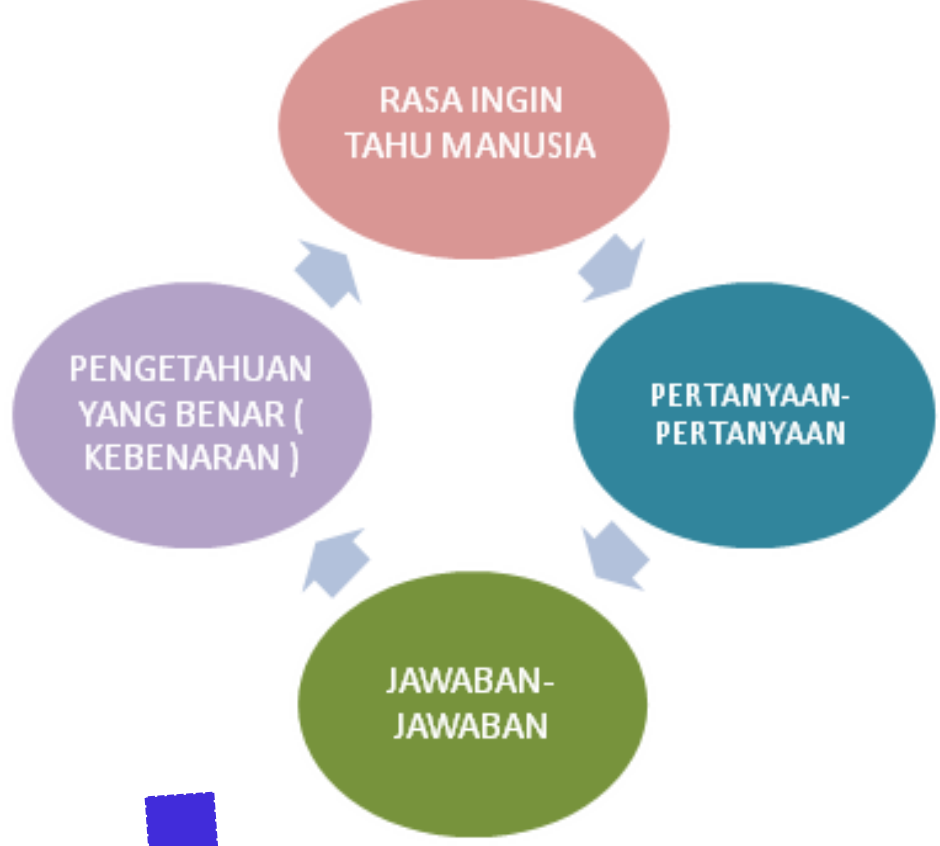 RASA INGIN
TAHU MANUSIA
PERTANYAAN-
PERTANYAAN
JAWABAN-
JAWABAN
PENGETAHUAN
YANG BENAR (
KEBENARAN )